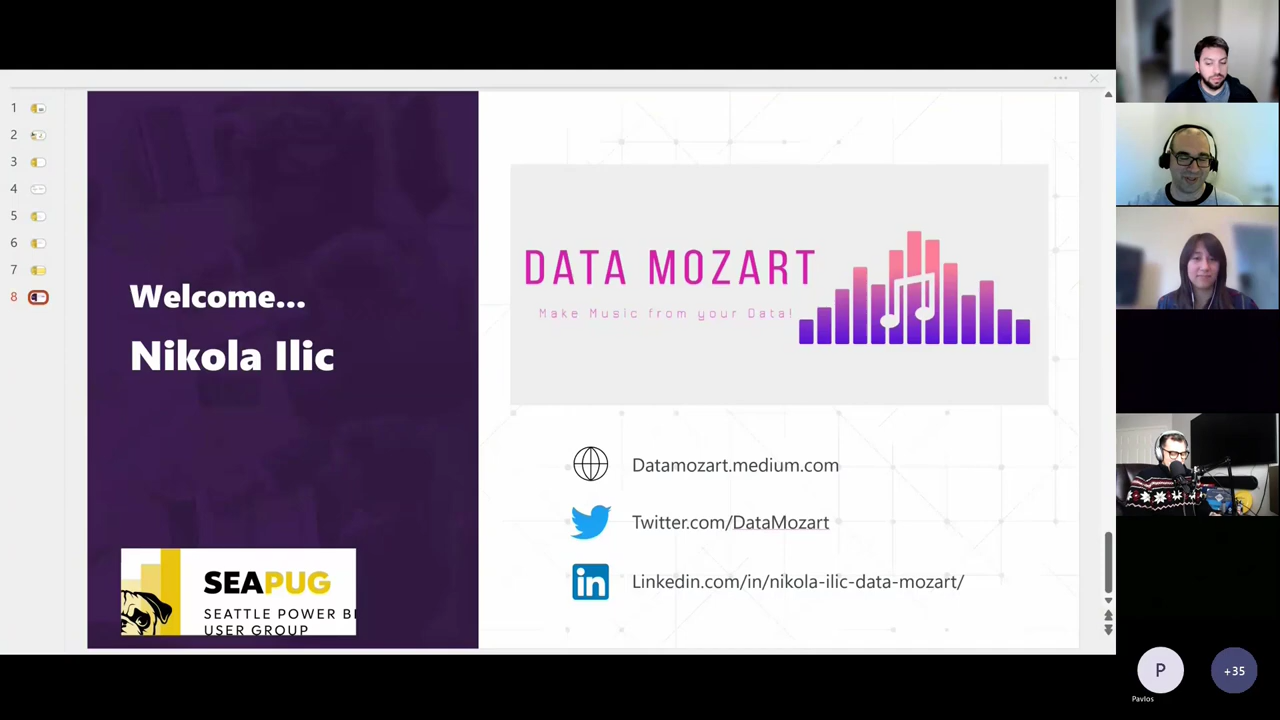 1
2
3
4
5
6
7
8
Welcome...
Nikola Ilic
SEAPUG
SEATTLE POWER BI
USER GROUP
DATA MOZART
Make Music from your Data!
Datamozart.medium.com
Twitter.com/DataMozart
in
Linkedin.com/in/nikola-ilic-data-mozart/
P
Pavlos
+35